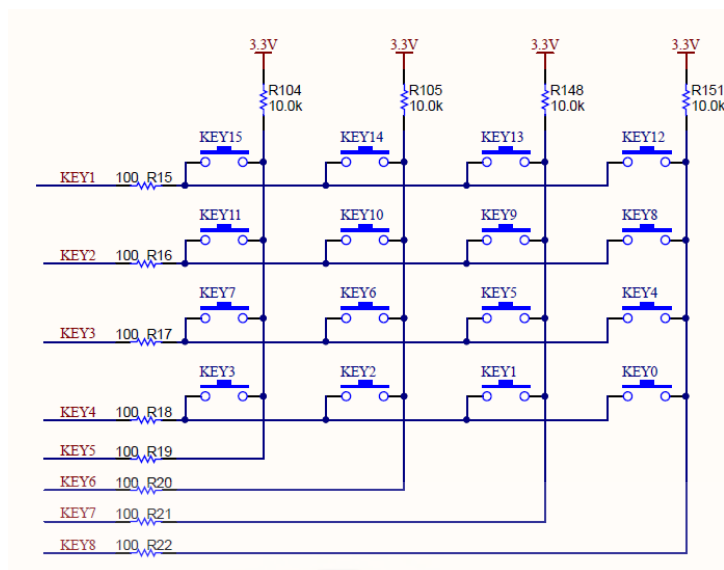 3.3V 3.3V 3.3V 3.3V
R104 R105 R148 R151
10.0k 10.0k 10.0k 10.0k
KEY15 KEY14 KEY13 KEY12
KEY1 100 R15
KEY11 KEY10 KEY9 KEY8
KEY2 100 R16
KEY7 KEY6 KEY5 KEY4
KEY3 100 R17
KEY3 KEY2 KEY1 KEY0
KEY4 100 R18
KEY5 100 R19
KEY6 100 R20
KEY7 100 R21
KEY8 100 R22